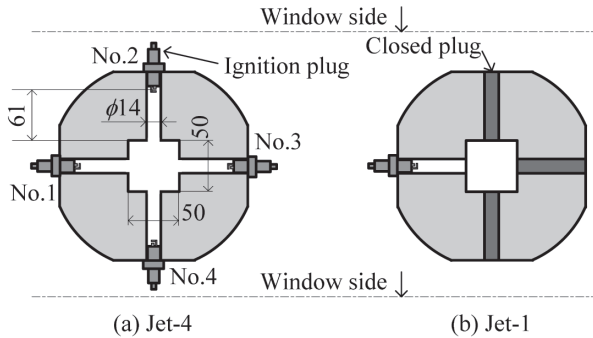 Window side
Closed plug
No.2
Ignition plug
61
ϕ14
50
No.3
No.1
50
No.4
Window side
(a) Jet-4
(b) Jet-1